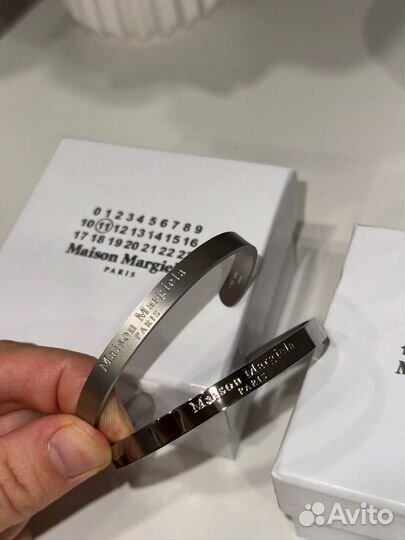 0 1 2 3 4 5 6 7 8 9
10 11 12 13 14 15 16
17 18 19 20 21 22
Maison Margiela
PARIS
Maison Margiela
PARIS
Maison Margiela
PARIS
Avito